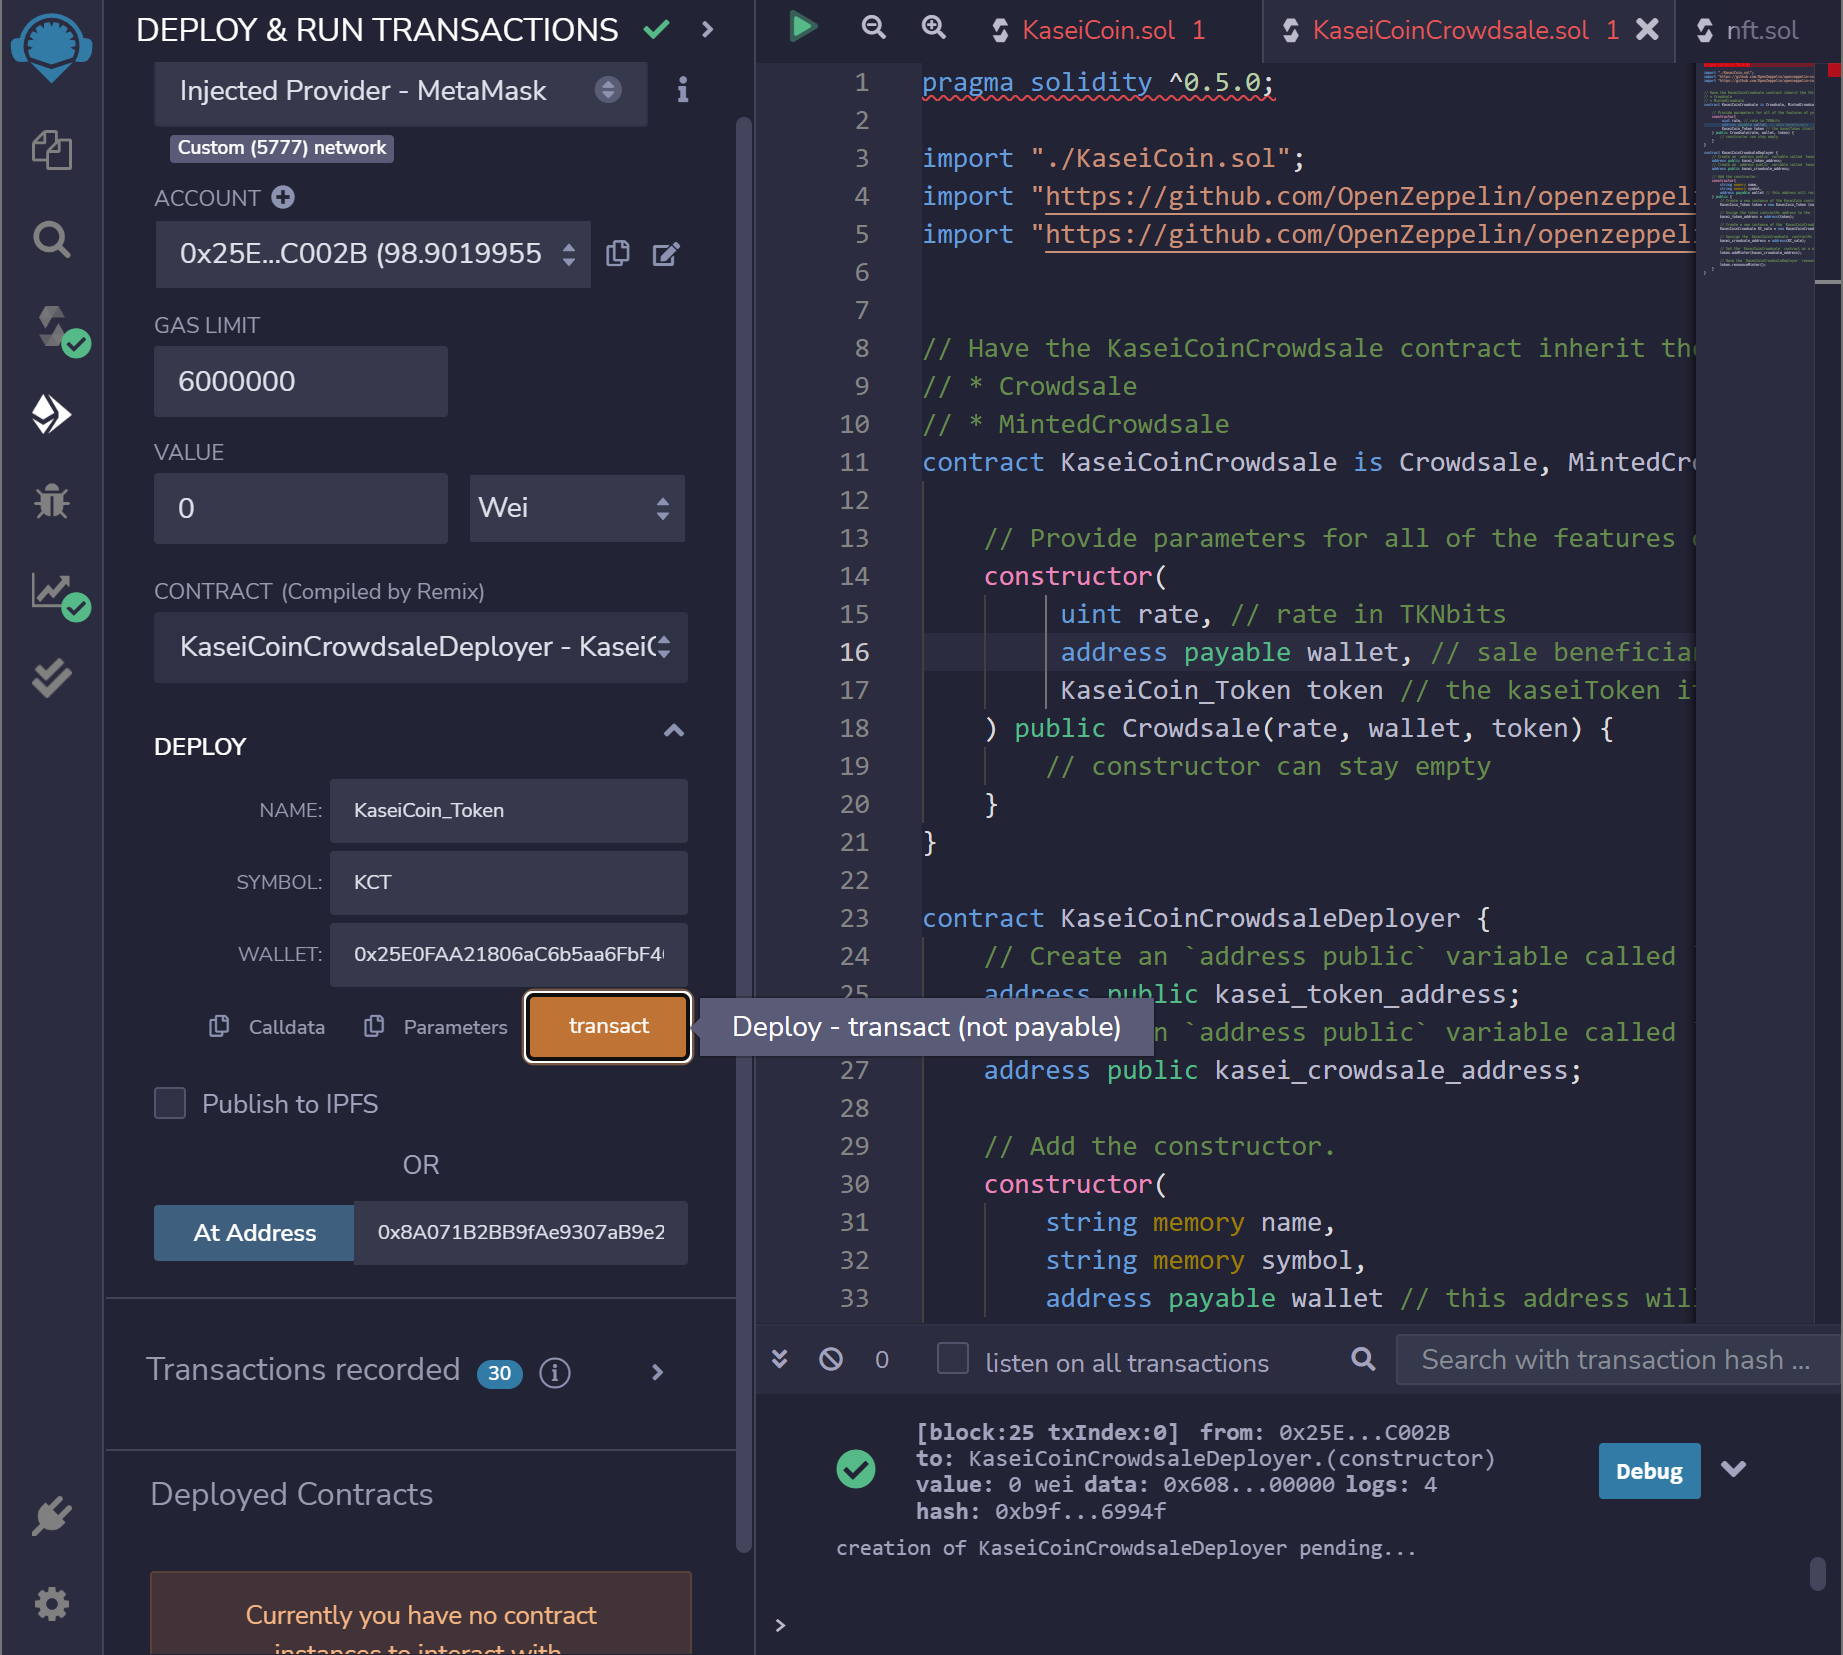 DEPLOY & RUN TRANSACTIONS
Injected Provider - MetaMask
Custom (5777) network
ACCOUNT
0x25E...C002B (98.9019955
GAS LIMIT
6000000
VALUE
0
Wei
CONTRACT (Compiled by Remix)
KaseiCoinCrowdsaleDeployer - KaseiC
DEPLOY
NAME:
KaseiCoin_Token
SYMBOL:
KCT
WALLET:
0x25E0FAA21806aC6b5aa6FbF4
Calldata
Parameters
transact
Deploy - transact (not payable)
Publish to IPFS
OR
At Address
0x8A071B2BB9fAe9307aB9e2
Transactions recorded 30
Deployed Contracts
Currently you have no contract
instances to interact with
KaseiCoin.sol 1
KaseiCoinCrowdsale.sol 1
nft.sol
1 pragma solidity ^0.5.0;
2
3 import "./KaseiCoin.sol";
4 import "https://github.com/OpenZeppelin/openzeppeli
5 import "https://github.com/OpenZeppelin/openzeppeli
6
7
8 // Have the KaseiCoinCrowdsale contract inherit the
9 // * Crowdsale
10 // * MintedCrowdsale
11 contract KaseiCoinCrowdsale is Crowdsale, MintedCr
12
13 // Provide parameters for all of the features
14 constructor(
15 uint rate, // rate in TKNbits
16 address payable wallet, // sale beneficia
17 KaseiCoin_Token token // the kaseiToken i
18 ) public Crowdsale(rate, wallet, token) {
19 // constructor can stay empty
20 }
21 }
22
23 contract KaseiCoinCrowdsaleDeployer {
24 // Create an `address public` variable called `
25 address public kasei_token_address;
n `address public` variable called `
27 address public kasei_crowdsale_address;
28
29 // Add the constructor.
30 constructor(
31 string memory name,
32 string memory symbol,
33 address payable wallet // this address wil
0
listen on all transactions
Search with transaction hash ...
[block:25 txIndex:0] from: 0x25E...C002B
to: KaseiCoinCrowdsaleDeployer.(constructor)
value: 0 wei data: 0x608...00000 logs: 4
hash: 0xb9f...6994f
Debug
creation of KaseiCoinCrowdsaleDeployer pending...
>